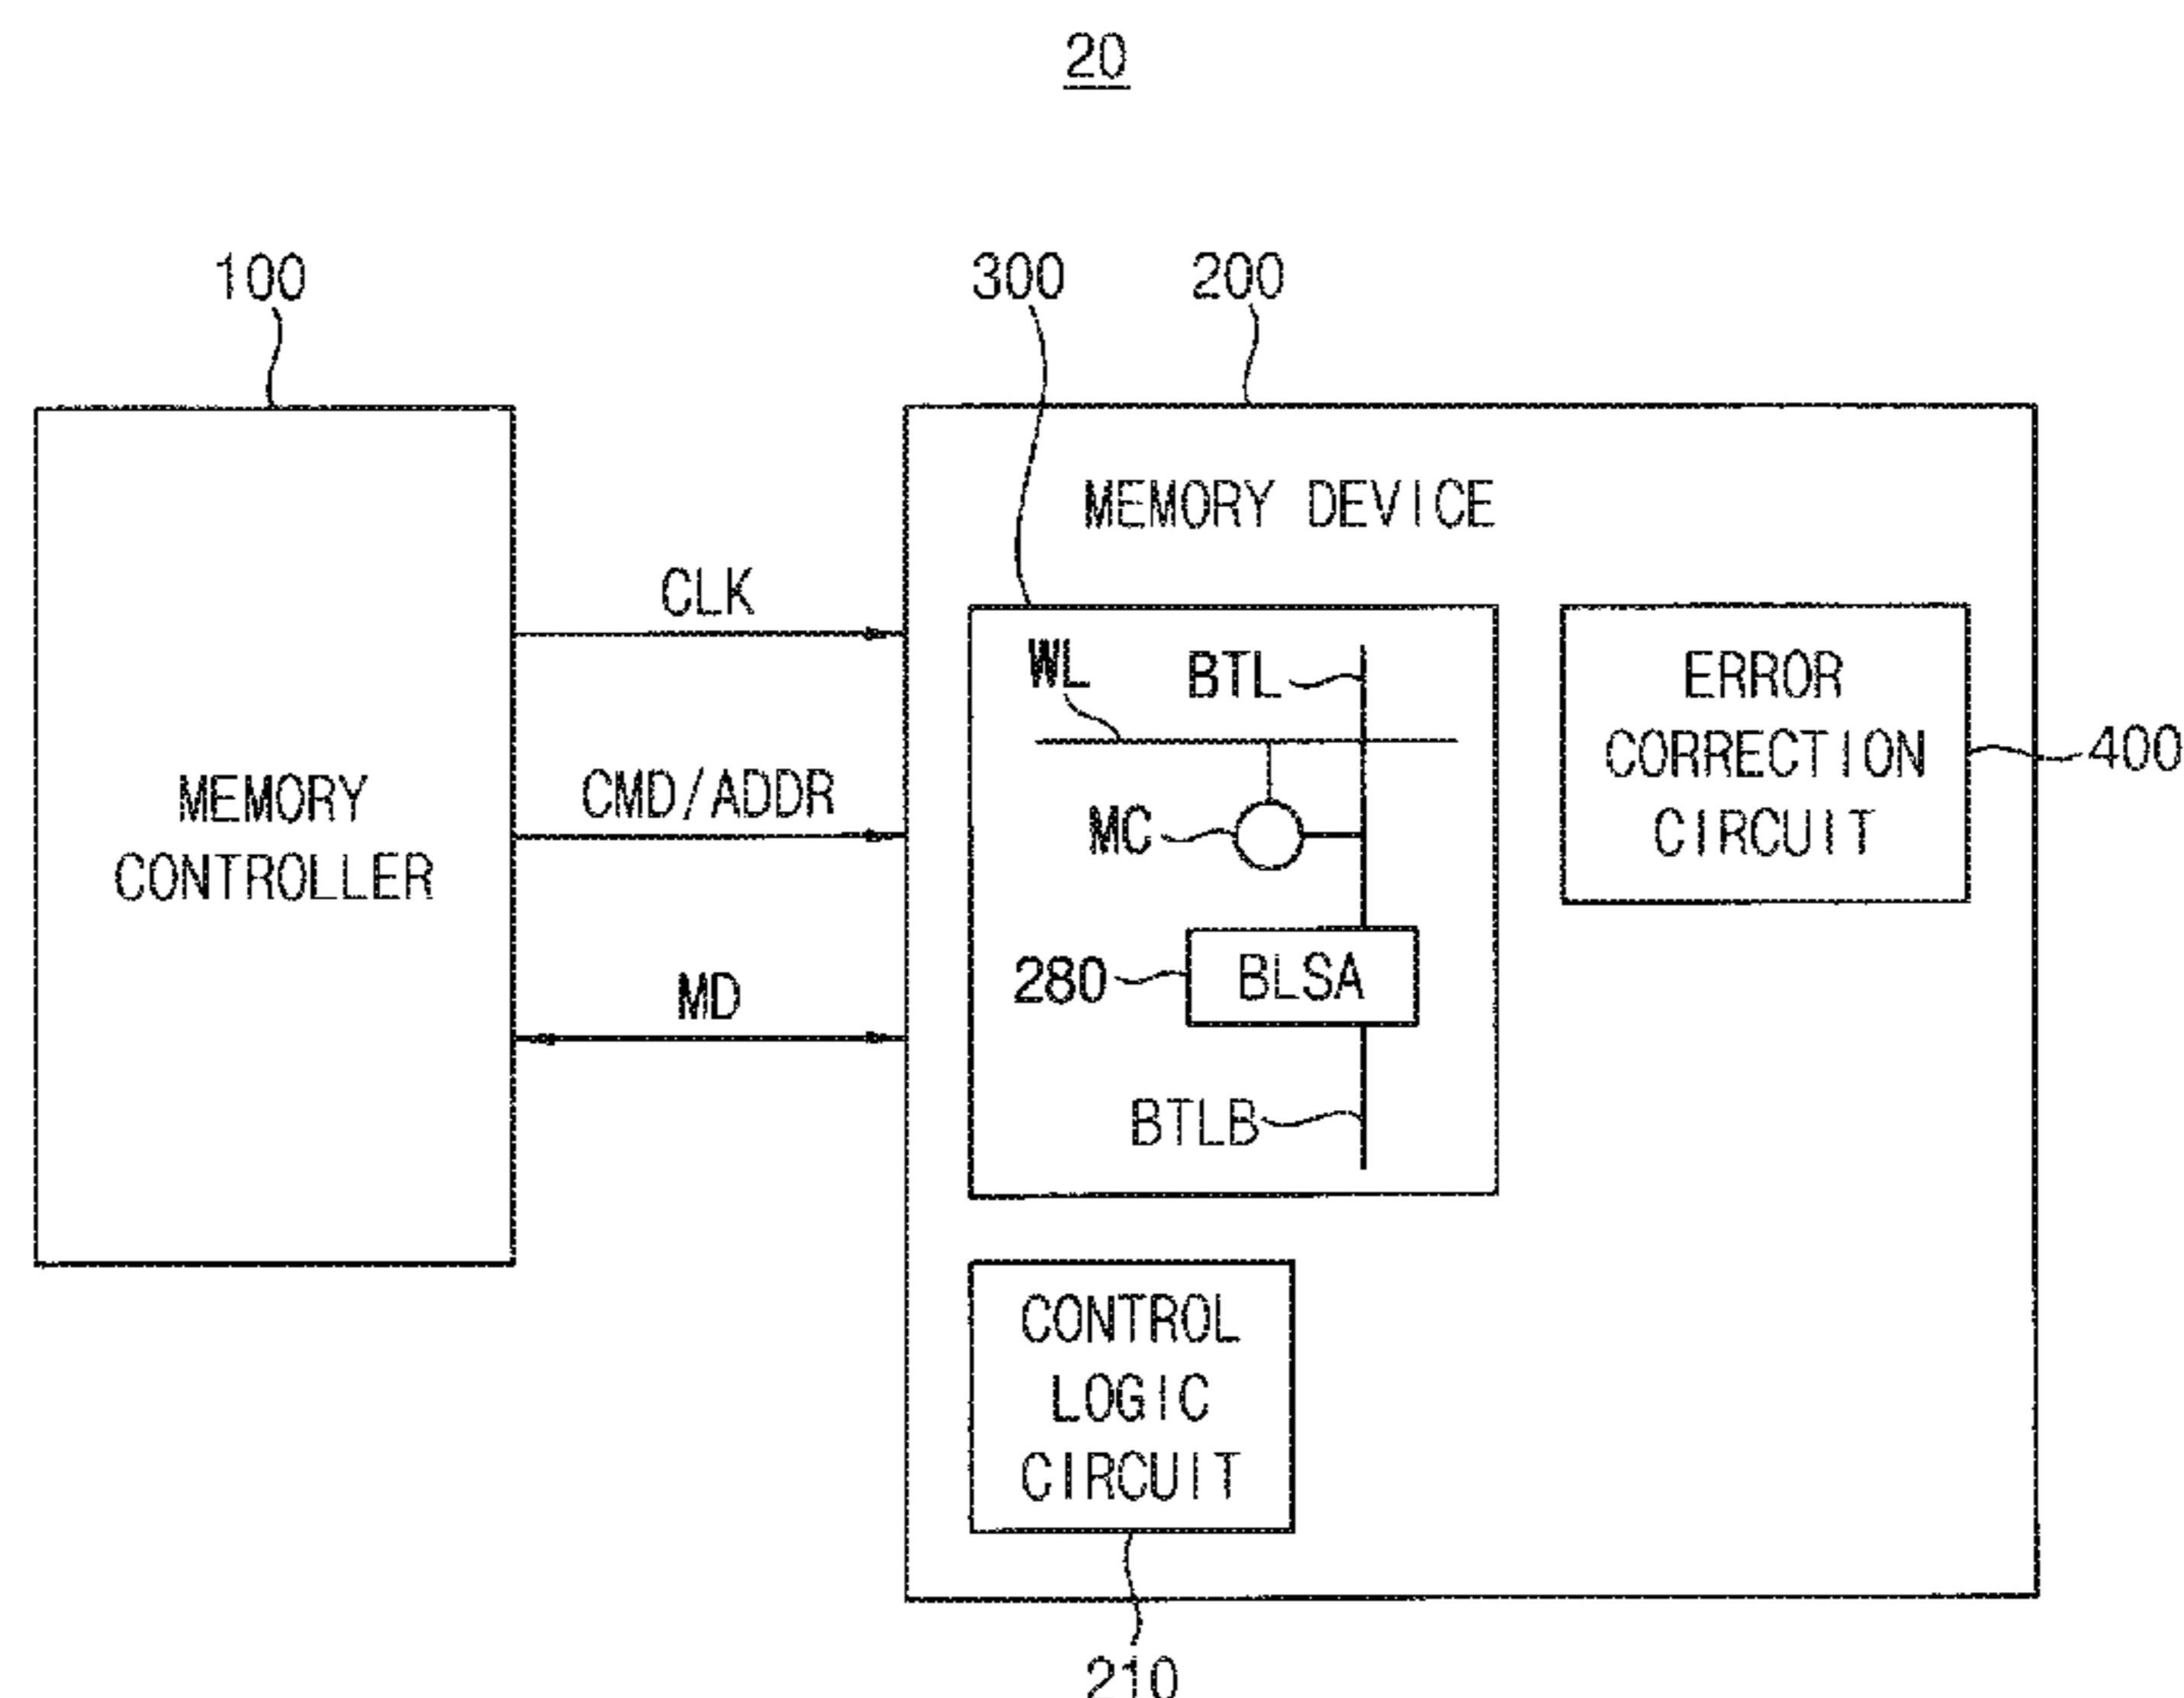 20
100
300
200
MEMORY DEVICE
CLK
WL
BTL
ERROR
CORRECTION
CIRCUIT
400
CMD/ADDR
MEMORY
CONTROLLER
MC
MD
280
BLSA
BTLB
CONTROL
LOGIC
CIRCUIT
210